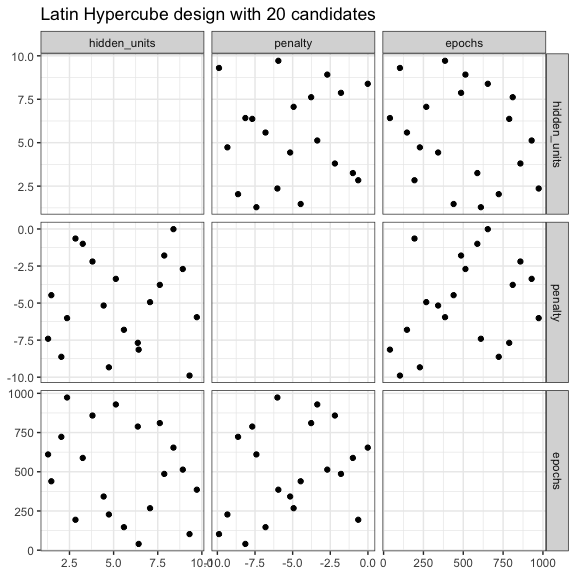 Latin Hypercube design with 20 candidates
hidden_units penalty epochs
10.0
7.5
5.0
2.5
hidden_units
0.0
-2.5
-5.0
-7.5
-10.0
penalty
1000
750
500
250
0
epochs
2.5 5.0 7.5 10.0 -10.0 -7.5 -5.0 -2.5 0.0 0 250 500 750 1000